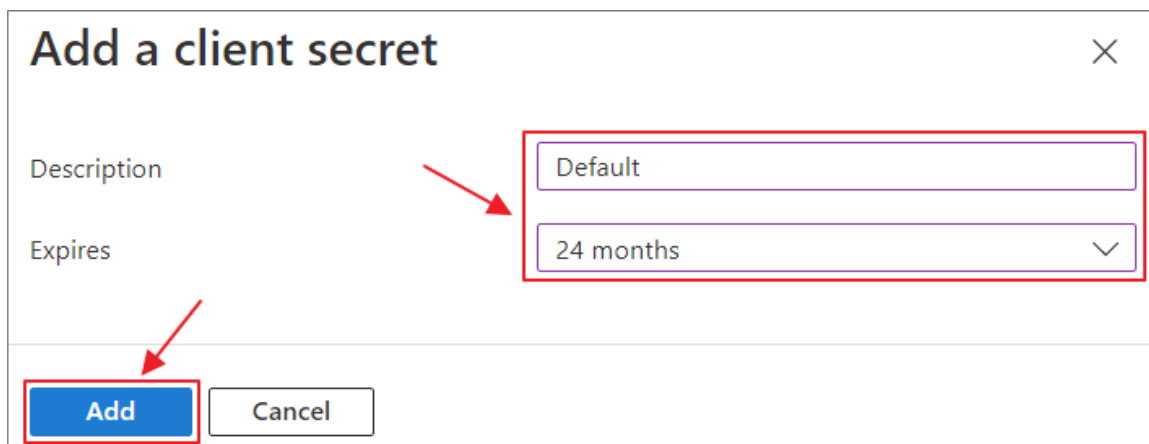 Add a client secret
Description
Default
Expires
24 months
Add
Cancel